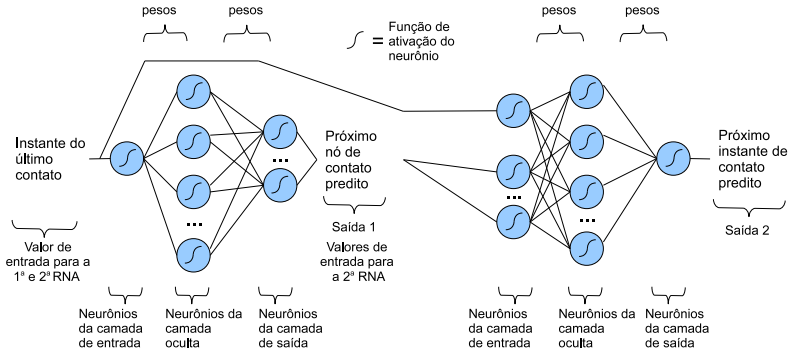 pesos
pesos
= Função de
ativação do
neurônio
pesos
pesos
Instante do
último
contato
...
...
Próximo
nó de
contato
predito
...
...
Próximo
instante de
contato
predito
Valor de
entrada para a
1ª e 2ª RNA
Saída 1
Valores de
entrada para
a 2ª RNA
Saída 2
Neurônios
da camada
de entrada
Neurônios da
camada
oculta
Neurônios
da camada
de saída
Neurônios
da camada
de entrada
Neurônios da
camada
oculta
Neurônios
da camada
de saída